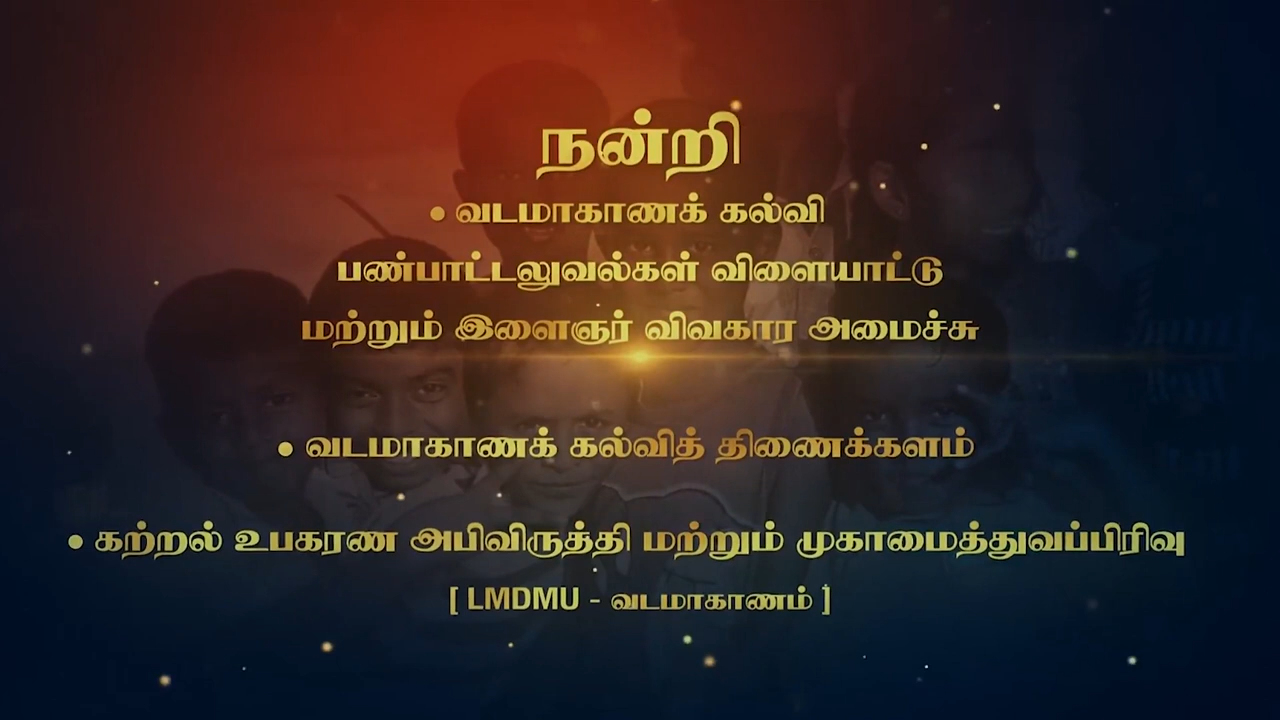 நன்றி
• வடமாகாணக் கல்வி
பண்பாட்டலுவல்கள் விளையாட்டு
மற்றும் இளைஞர் விவகார அமைச்சு
• வடமாகாணக் கல்வித் திணைக்களம்
• கற்றல் உபகரண அபிவிருத்தி மற்றும் முகாமைத்துவப்பிரிவு
[ LMDMU - வடமாகாணம் ]